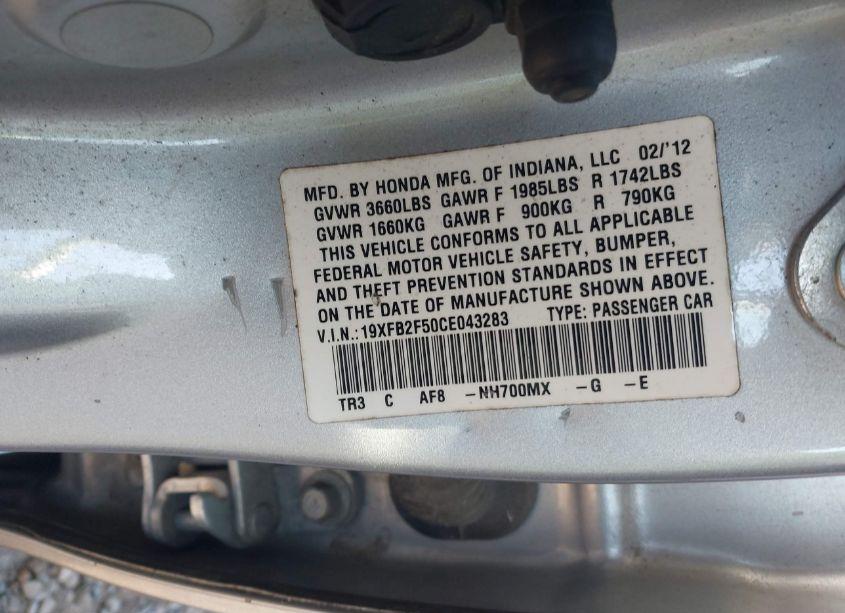 MFD. BY HONDA MFG. OF INDIANA, LLC 02/'12
GVWR 3660LBS GAWR F 1985LBS R 1742LBS
GVWR 1660KG GAWR F 900KG R 790KG
THIS VEHICLE CONFORMS TO ALL APPLICABLE
FEDERAL MOTOR VEHICLE SAFETY, BUMPER,
AND THEFT PREVENTION STANDARDS IN EFFECT
ON THE DATE OF MANUFACTURE SHOWN ABOVE.
V.I.N.:19XFB2F50CE043283 TYPE: PASSENGER CAR
TR3 C AF8 -NH700MX -G -E